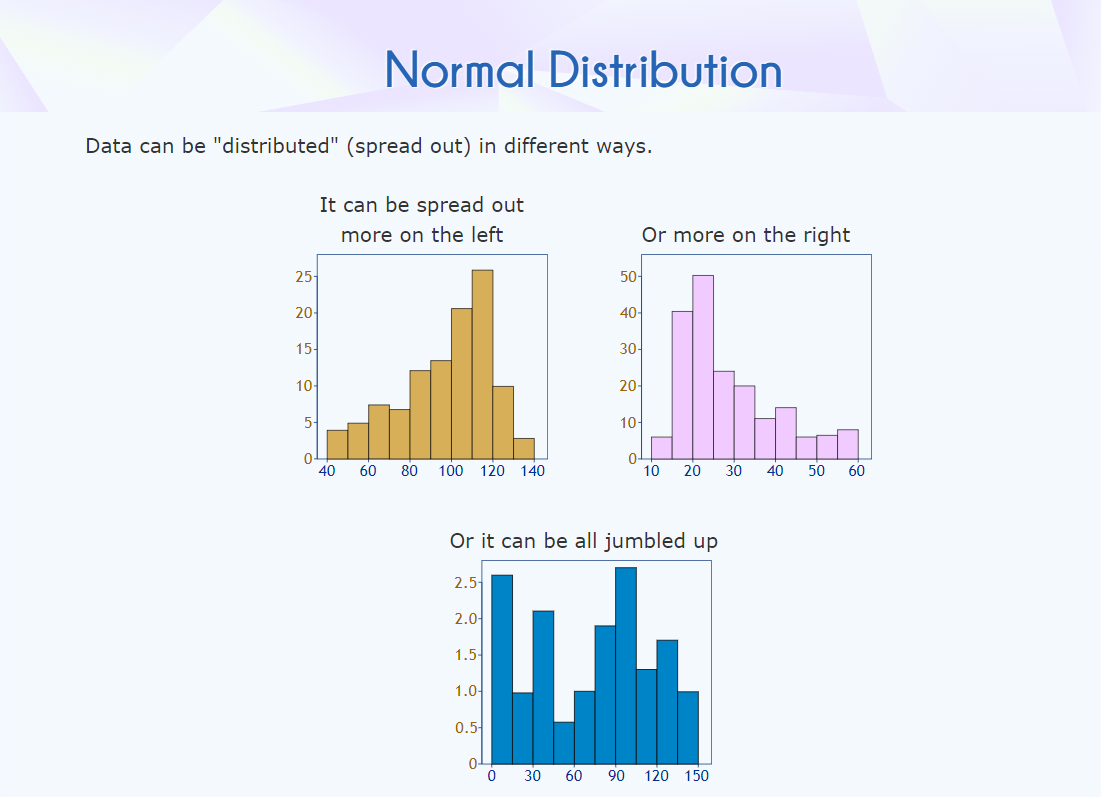 Normal Distribution
Data can be "distributed" (spread out) in different ways.
It can be spread out
more on the left
25
20
15
10
5
0
40 60 80 100 120 140
Or more on the right
50
40
30
20
10
0
10 20 30 40 50 60
Or it can be all jumbled up
2.5
2.0
1.5
1.0
0.5
0
0 30 60 90 120 150